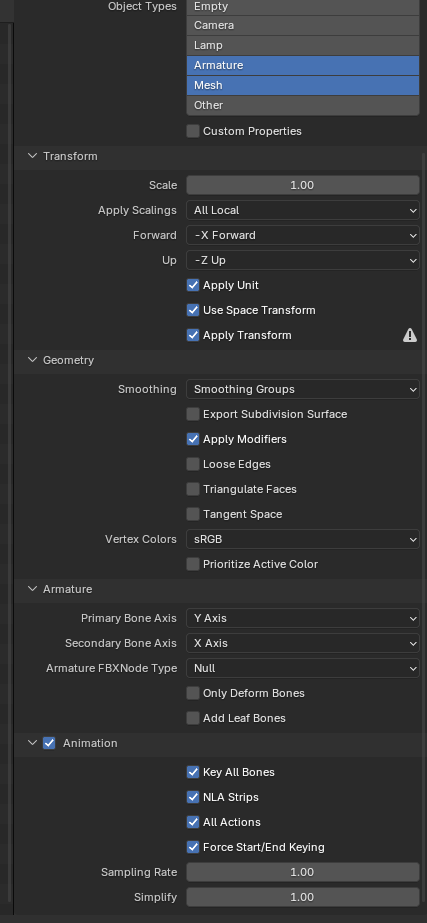 Object Types Empty
Camera
Lamp
Armature
Mesh
Other
Custom Properties
Transform
Scale 1.00
Apply Scalings All Local
Forward -X Forward
Up -Z Up
Apply Unit
Use Space Transform
Apply Transform
Geometry
Smoothing Smoothing Groups
Export Subdivision Surface
Apply Modifiers
Loose Edges
Triangulate Faces
Tangent Space
Vertex Colors sRGB
Prioritize Active Color
Armature
Primary Bone Axis Y Axis
Secondary Bone Axis X Axis
Armature FBXNode Type Null
Only Deform Bones
Add Leaf Bones
Animation
Key All Bones
NLA Strips
All Actions
Force Start/End Keying
Sampling Rate 1.00
Simplify 1.00